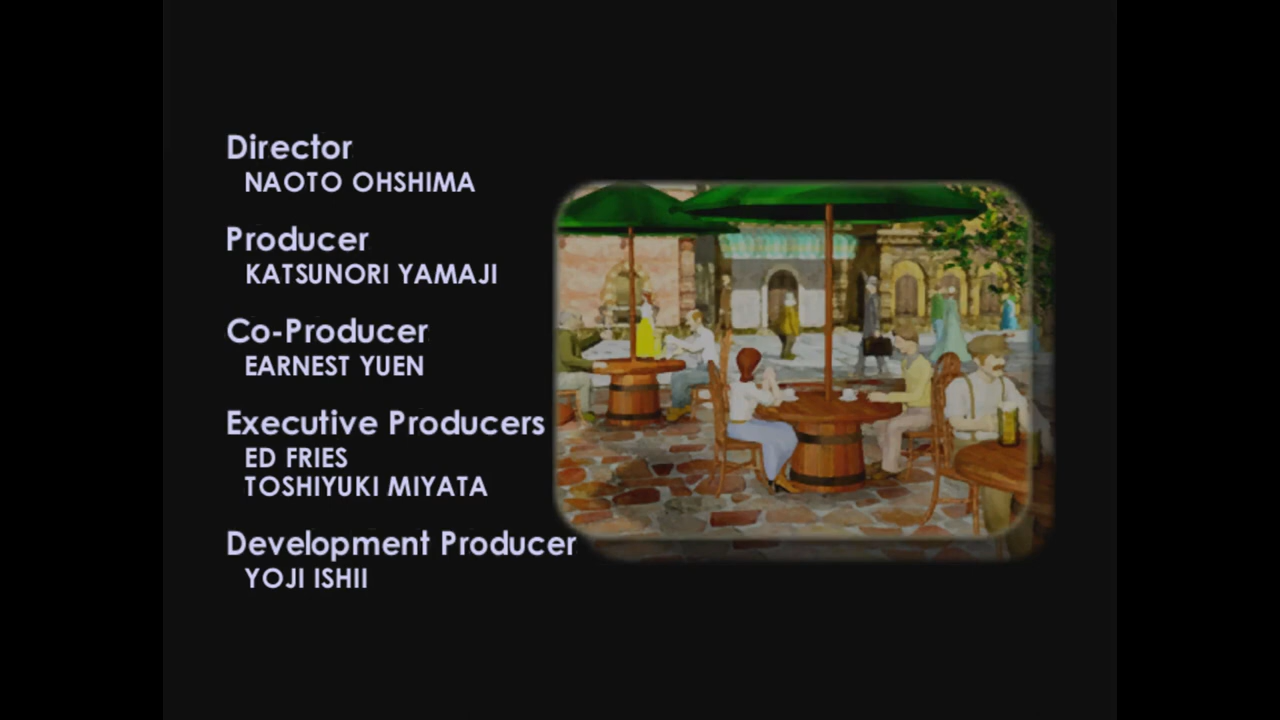 Director
NAOTO OHSHIMA
Producer
KATSUNORI YAMAJI
Co-Producer
EARNEST YUEN
Executive Producers
ED FRIES
TOSHIYUKI MIYATA
Development Producer
YOJI ISHII